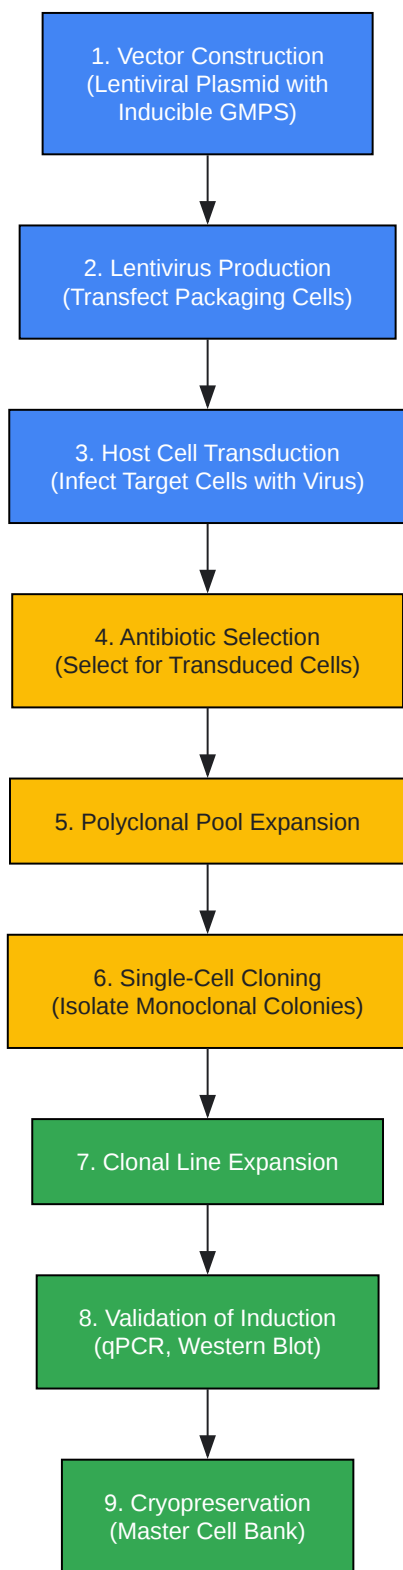 1. Vector Construction
(Lentiviral Plasmid with
Inducible GMPS)
2. Lentivirus Production
(Transfect Packaging Cells)
3. Host Cell Transduction
(Infect Target Cells with Virus)
4. Antibiotic Selection
(Select for Transduced Cells)
5. Polyclonal Pool Expansion
6. Single-Cell Cloning
(Isolate Monoclonal Colonies)
7. Clonal Line Expansion
8. Validation of Induction
(qPCR, Western Blot)
9. Cryopreservation
(Master Cell Bank)